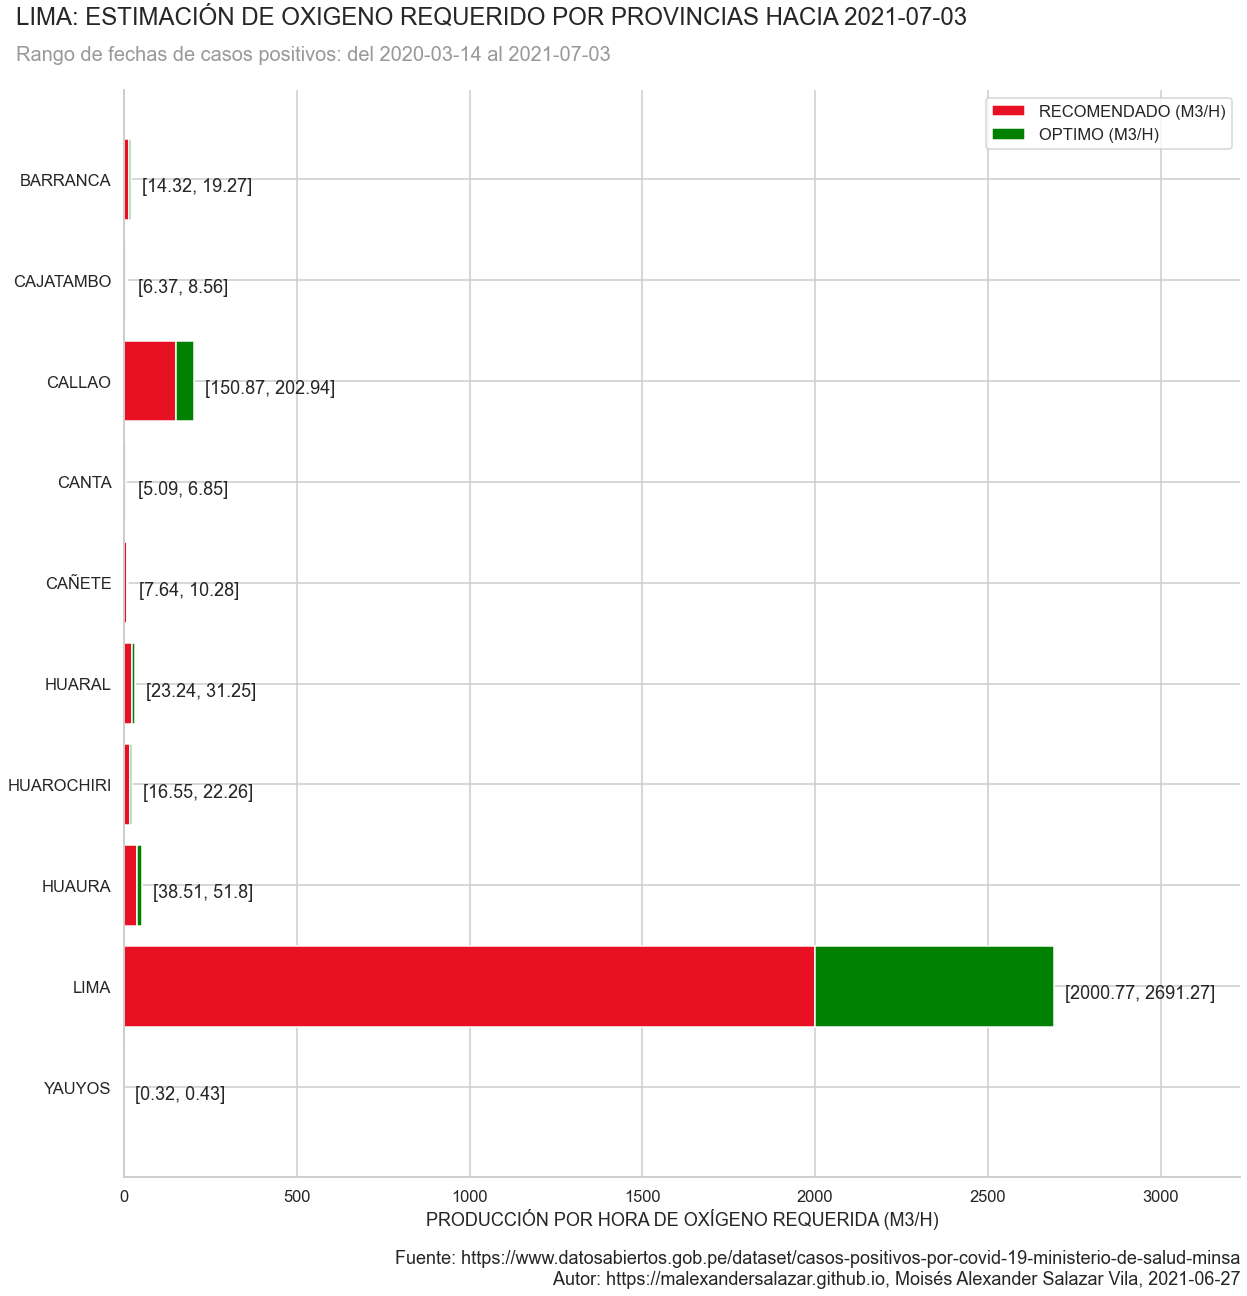 LIMA: ESTIMACIÓN DE OXIGENO REQUERIDO POR PROVINCIAS HACIA 2021-07-03
Rango de fechas de casos positivos: del 2020-03-14 al 2021-07-03
RECOMENDADO (M3/H)
OPTIMO (M3/H)
BARRANCA [14.32, 19.27]
CAJATAMBO [6.37, 8.56]
CALLAO [150.87, 202.94]
CANTA [5.09, 6.85]
CAÑETE [7.64, 10.28]
HUARAL [23.24, 31.25]
HUAROCHIRI [16.55, 22.26]
HUAURA [38.51, 51.8]
LIMA [2000.77, 2691.27]
YAUYOS [0.32, 0.43]
0 500 1000 1500 2000 2500 3000
PRODUCCIÓN POR HORA DE OXÍGENO REQUERIDA (M3/H)
Fuente: https://www.datosabiertos.gob.pe/dataset/casos-positivos-por-covid-19-ministerio-de-salud-minsa
Autor: https://malexandersalazar.github.io, Moisés Alexander Salazar Vila, 2021-06-27